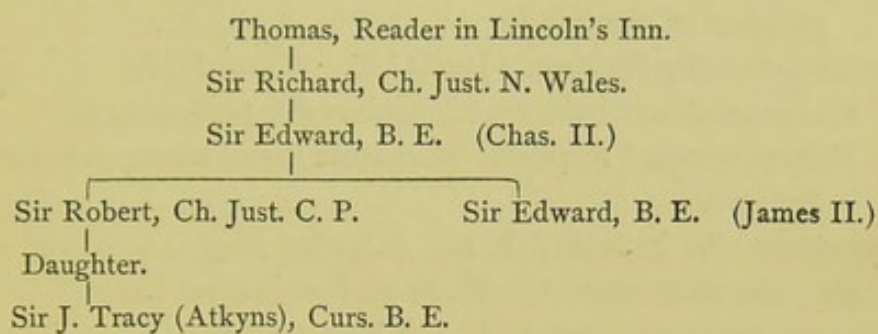 Thomas, Reader in Lincoln's Inn.
Sir Richard, Ch. Just. N. Wales.
Sir Edward, B. E. (Chas. II.)
Sir Robert, Ch. Just. C. P. Sir Edward, B. E. (James II.)
Daughter.
Sir J. Tracy (Atkyns), Curs. B. E.